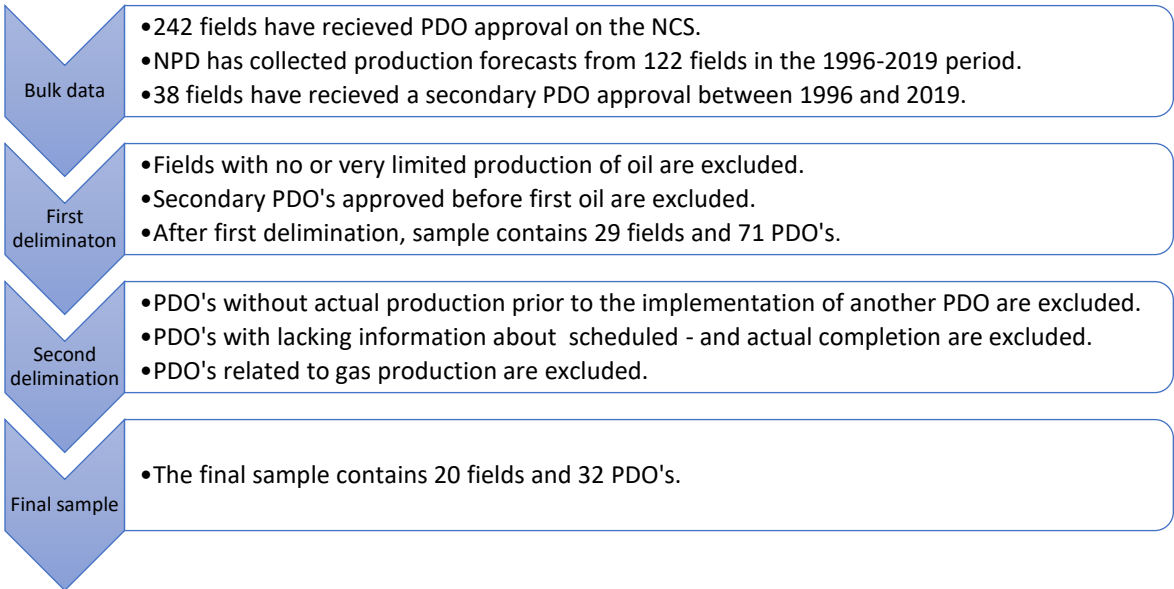 Bulk data
•242 fields have recieved PDO approval on the NCS.
•NPD has collected production forecasts from 122 fields in the 1996-2019 period.
•38 fields have recieved a secondary PDO approval between 1996 and 2019.
First
deliminaton
•Fields with no or very limited production of oil are excluded.
•Secondary PDO's approved before first oil are excluded.
•After first delimination, sample contains 29 fields and 71 PDO's.
Second
delimination
•PDO's without actual production prior to the implementation of another PDO are excluded.
•PDO's with lacking information about  scheduled - and actual completion are excluded.
•PDO's related to gas production are excluded.
Final sample
•The final sample contains 20 fields and 32 PDO's.